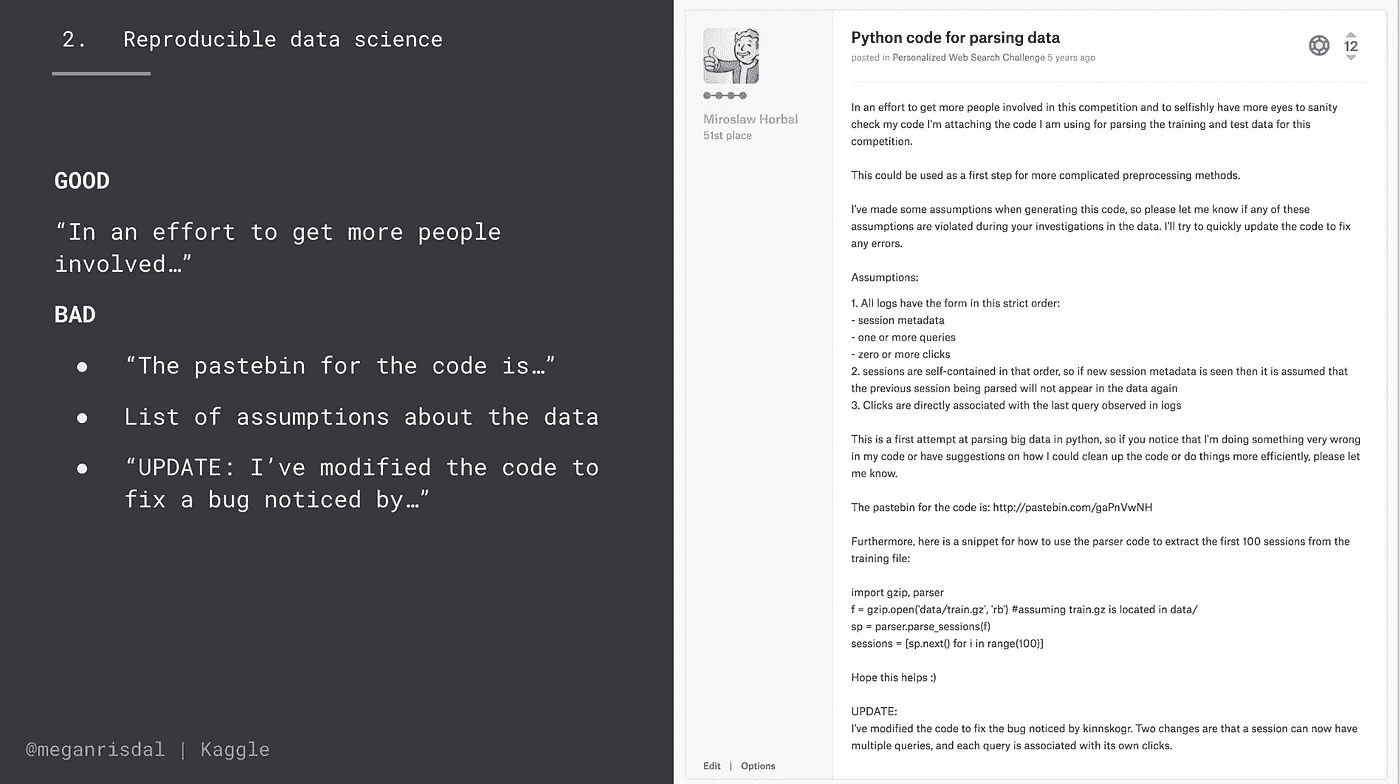 2. Reproducible data science
GOOD
“In an effort to get more people
involved…”
BAD
● “The pastebin for the code is…”
● List of assumptions about the data
● “UPDATE: I’ve modified the code to
fix a bug noticed by…”
@meganrisdal | Kaggle
Miroslaw Horbal
51st place
Edit | Options
Python code for parsing data
posted in Personalized Web Search Challenge 5 years ago
12
In an effort to get more people involved in this competition and to selfishly have more eyes to sanity
check my code I'm attaching the code I am using for parsing the training and test data for this
competition.
This could be used as a first step for more complicated preprocessing methods.
I've made some assumptions when generating this code, so please let me know if any of these
assumptions are violated during your investigations in the data. I'll try to quickly update the code to fix
any errors.
Assumptions:
1. All logs have the form in this strict order:
- session metadata
- one or more queries
- zero or more clicks
2. sessions are self-contained in that order, so if new session metadata is seen then it is assumed that
the previous session being parsed will not appear in the data again
3. Clicks are directly associated with the last query observed in logs
This is a first attempt at parsing big data in python, so if you notice that I'm doing something very wrong
in my code or have suggestions on how I could clean up the code or do things more efficiently, please let
me know.
The pastebin for the code is: http://pastebin.com/gaPnVwNH
Furthermore, here is a snippet for how to use the parser code to extract the first 100 sessions from the
training file:
import gzip, parser
f = gzip.open('data/train.gz', 'rb') #assuming train.gz is located in data/
sp = parser.parse_sessions(f)
sessions = [sp.next() for i in range(100)]
Hope this helps :)
UPDATE:
I've modified the code to fix the bug noticed by kinnskogr. Two changes are that a session can now have
multiple queries, and each query is associated with its own clicks.